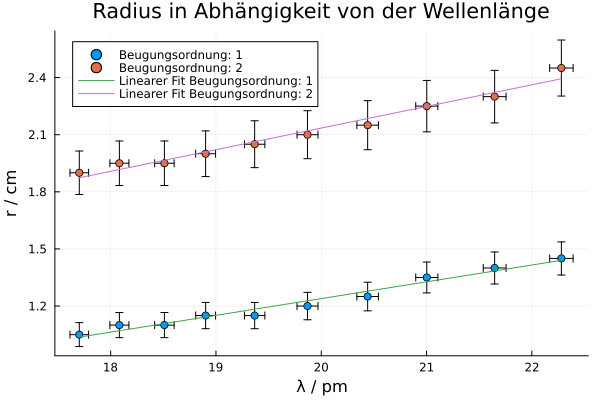 Radius in Abhängigkeit von der Wellenlänge
Beugungsordnung: 1
Beugungsordnung: 2
Linearer Fit Beugungsordnung: 1
Linearer Fit Beugungsordnung: 2
2.4
2.1
1.8
1.5
1.2
r / cm
18 19 20 21 22
λ / pm